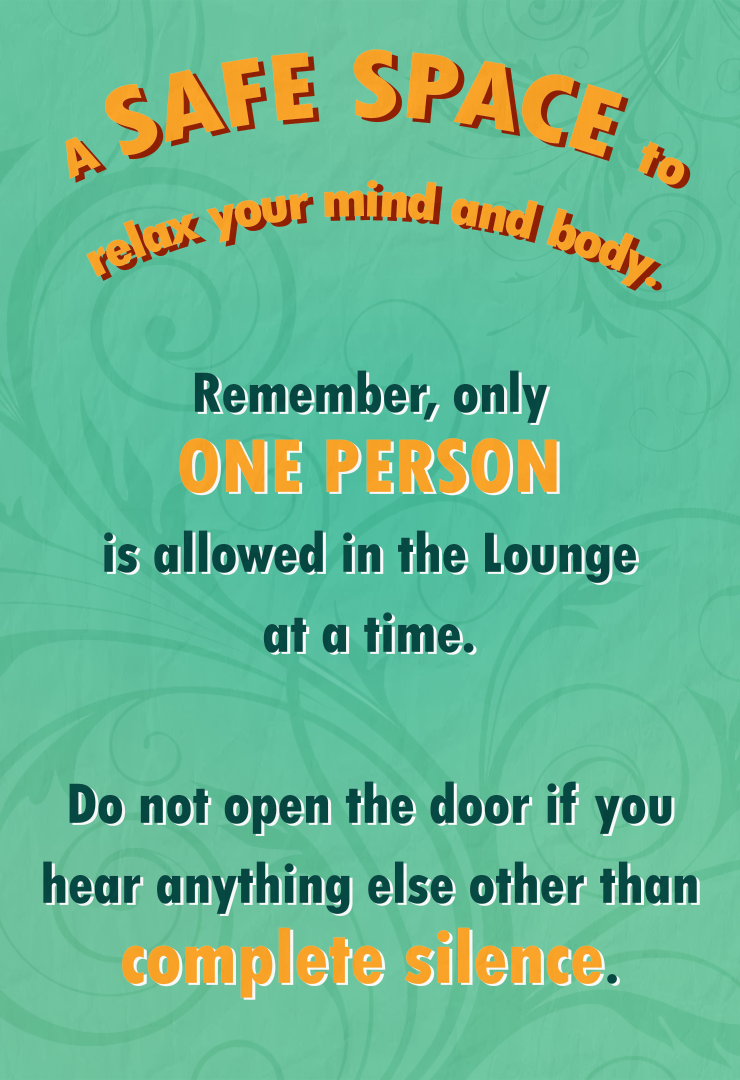 A SAFE SPACE to
relax your mind and body.
Remember, only
ONE PERSON
is allowed in the Lounge
at a time.
Do not open the door if you
hear anything else other than
complete silence.